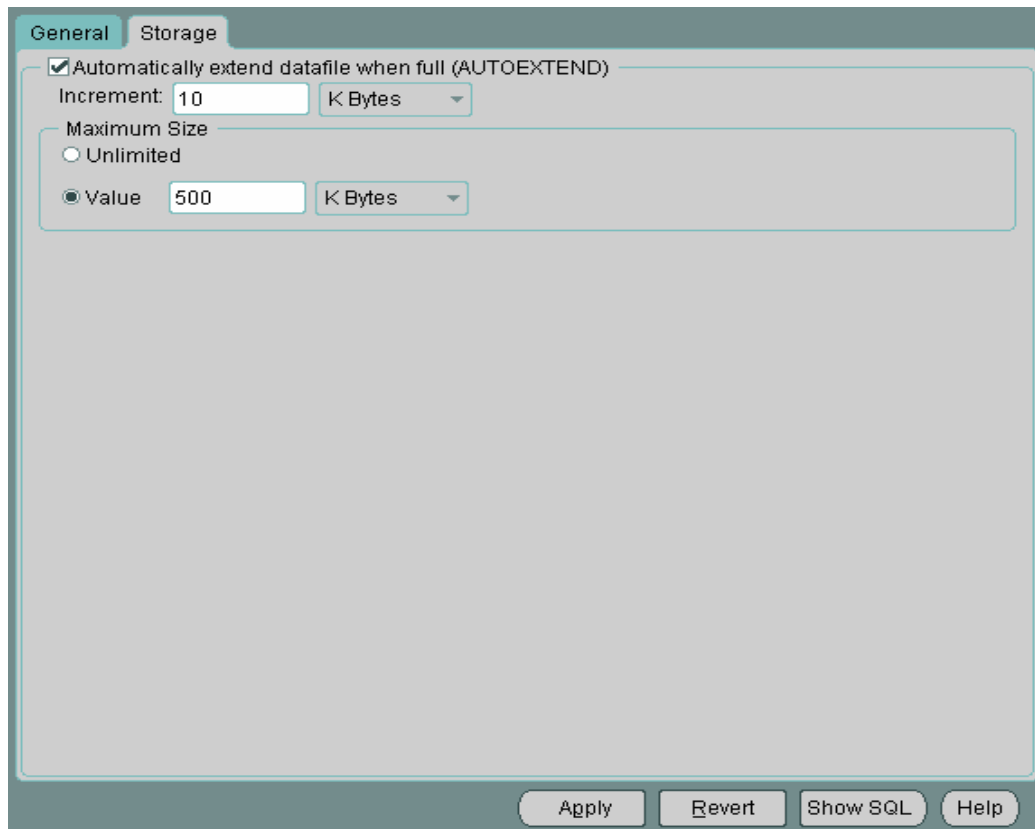 General Storage
Automatically extend datafile when full (AUTOEXTEND)
Increment: 10 K Bytes
Maximum Size
Unlimited
Value 500 K Bytes
Apply Revert Show SQL Help